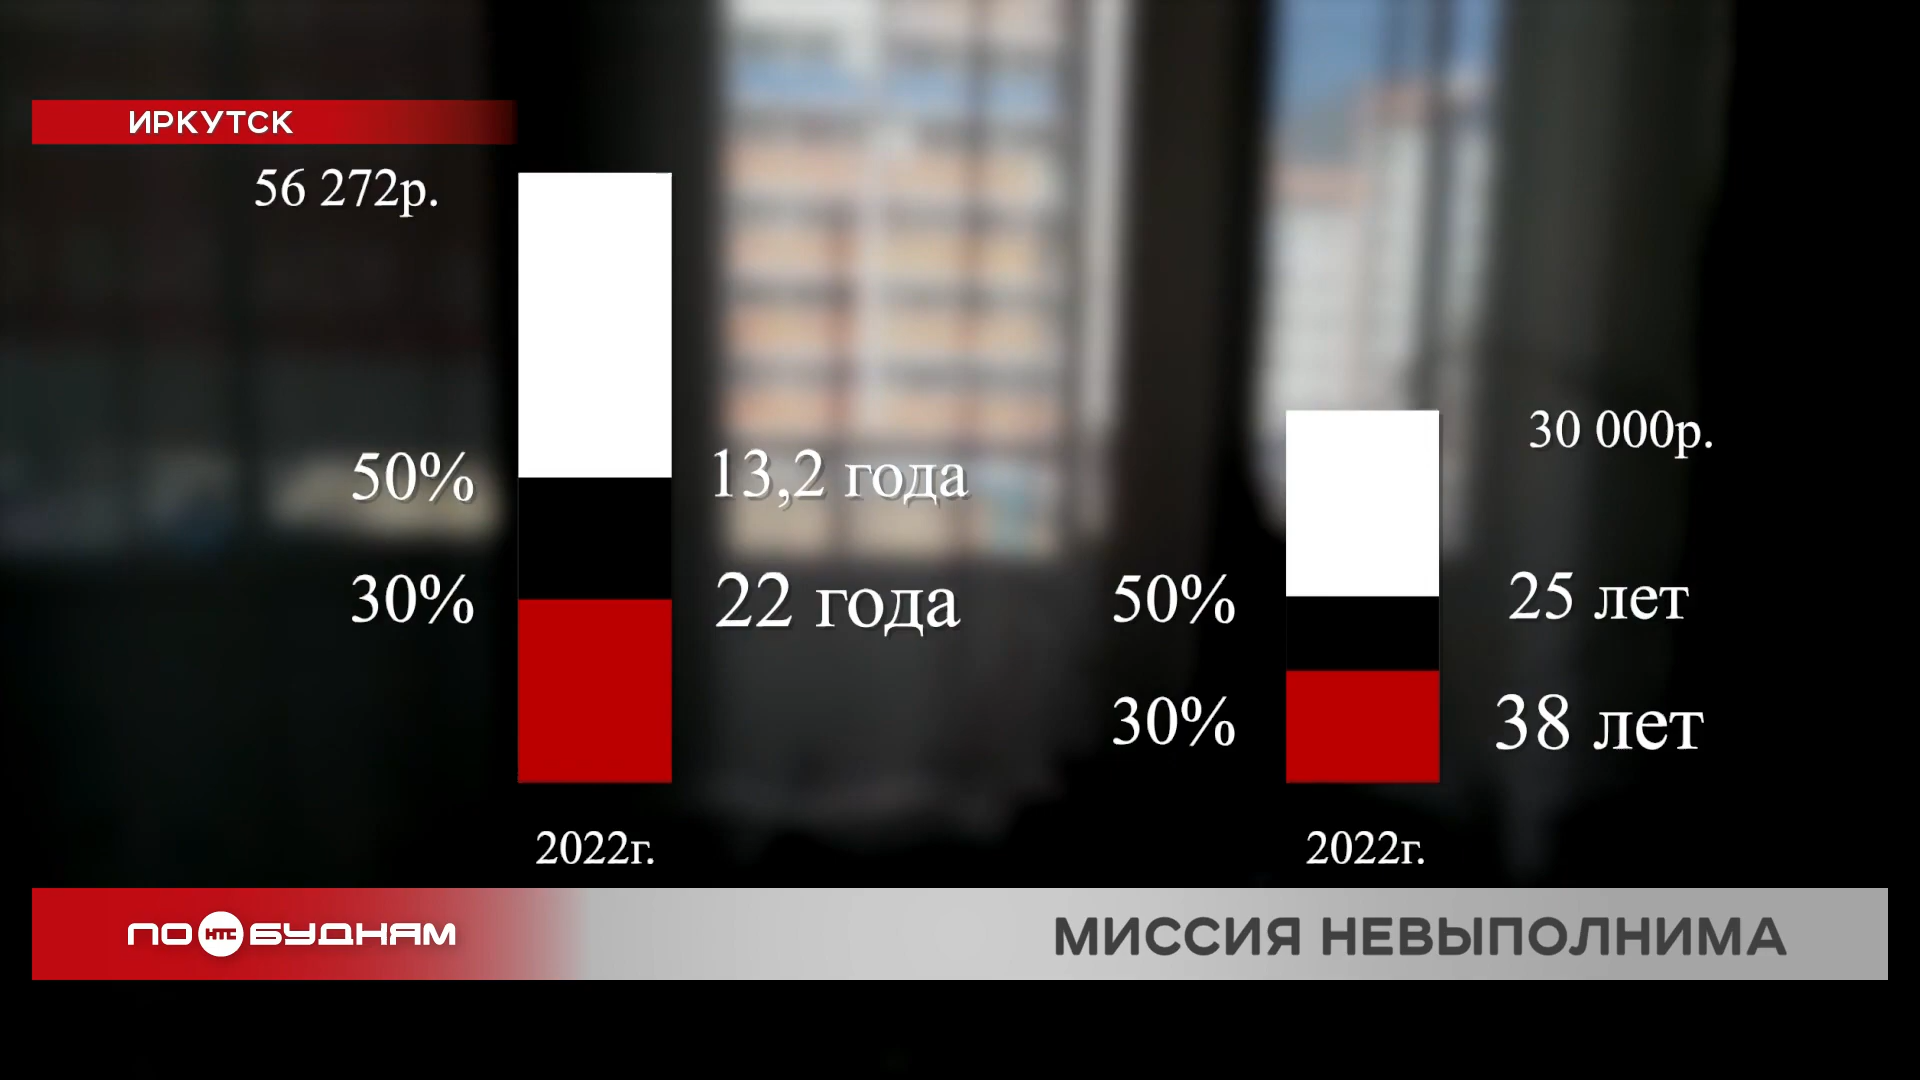 ИРКУТСК
56 272р.
50%
13,2 года
30%
22 года
2022г.
30 000р.
50%
25 лет
30%
38 лет
2022г.
ПО НТС БУДНЯМ
МИССИЯ НЕВЫПОЛНИМА